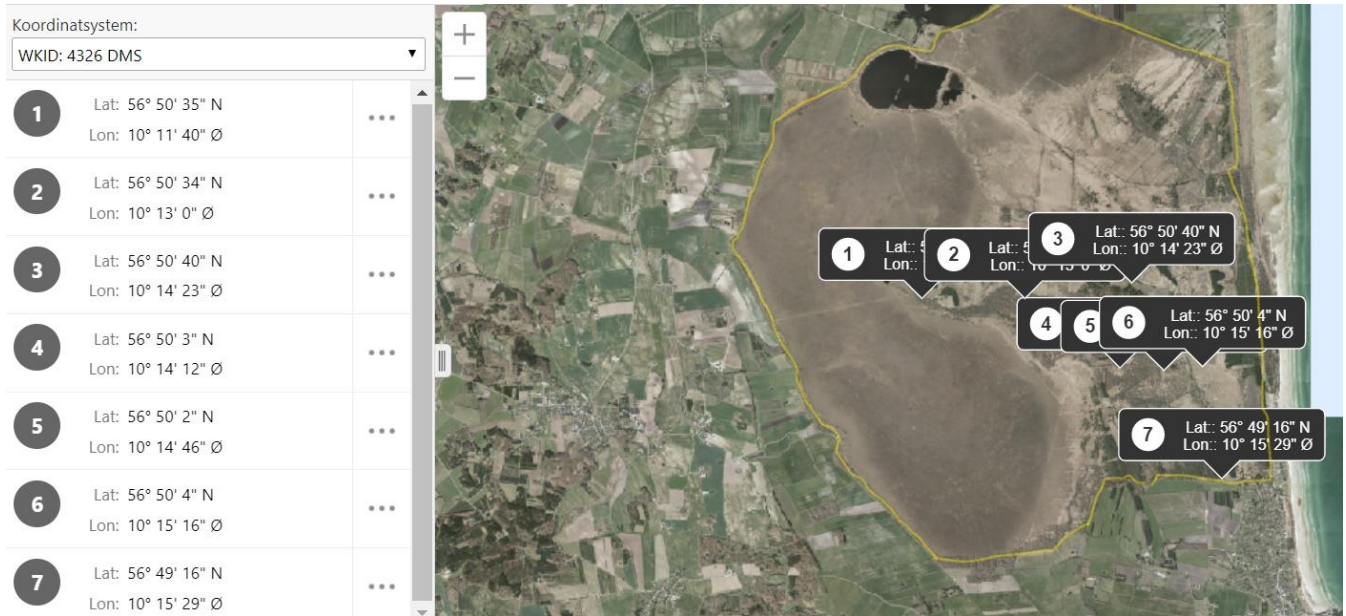 Koordinatsystem:
WKID: 4326 DMS
1
Lat: 56° 50' 35" N
Lon: 10° 11' 40" Ø
2
Lat: 56° 50' 34" N
Lon: 10° 13' 0" Ø
3
Lat: 56° 50' 40" N
Lon: 10° 14' 23" Ø
4
Lat: 56° 50' 3" N
Lon: 10° 14' 12" Ø
5
Lat: 56° 50' 2" N
Lon: 10° 14' 46" Ø
6
Lat: 56° 50' 4" N
Lon: 10° 15' 16" Ø
7
Lat: 56° 49' 16" N
Lon: 10° 15' 29" Ø
1
Lat::
Lon::
2
Lat::
Lon::
3
Lat:: 56° 50' 40" N
Lon:: 10° 14' 23" Ø
4
5
6
Lat:: 56° 50' 4" N
Lon:: 10° 15' 16" Ø
7
Lat:: 56° 49' 16" N
Lon:: 10° 15' 29" Ø